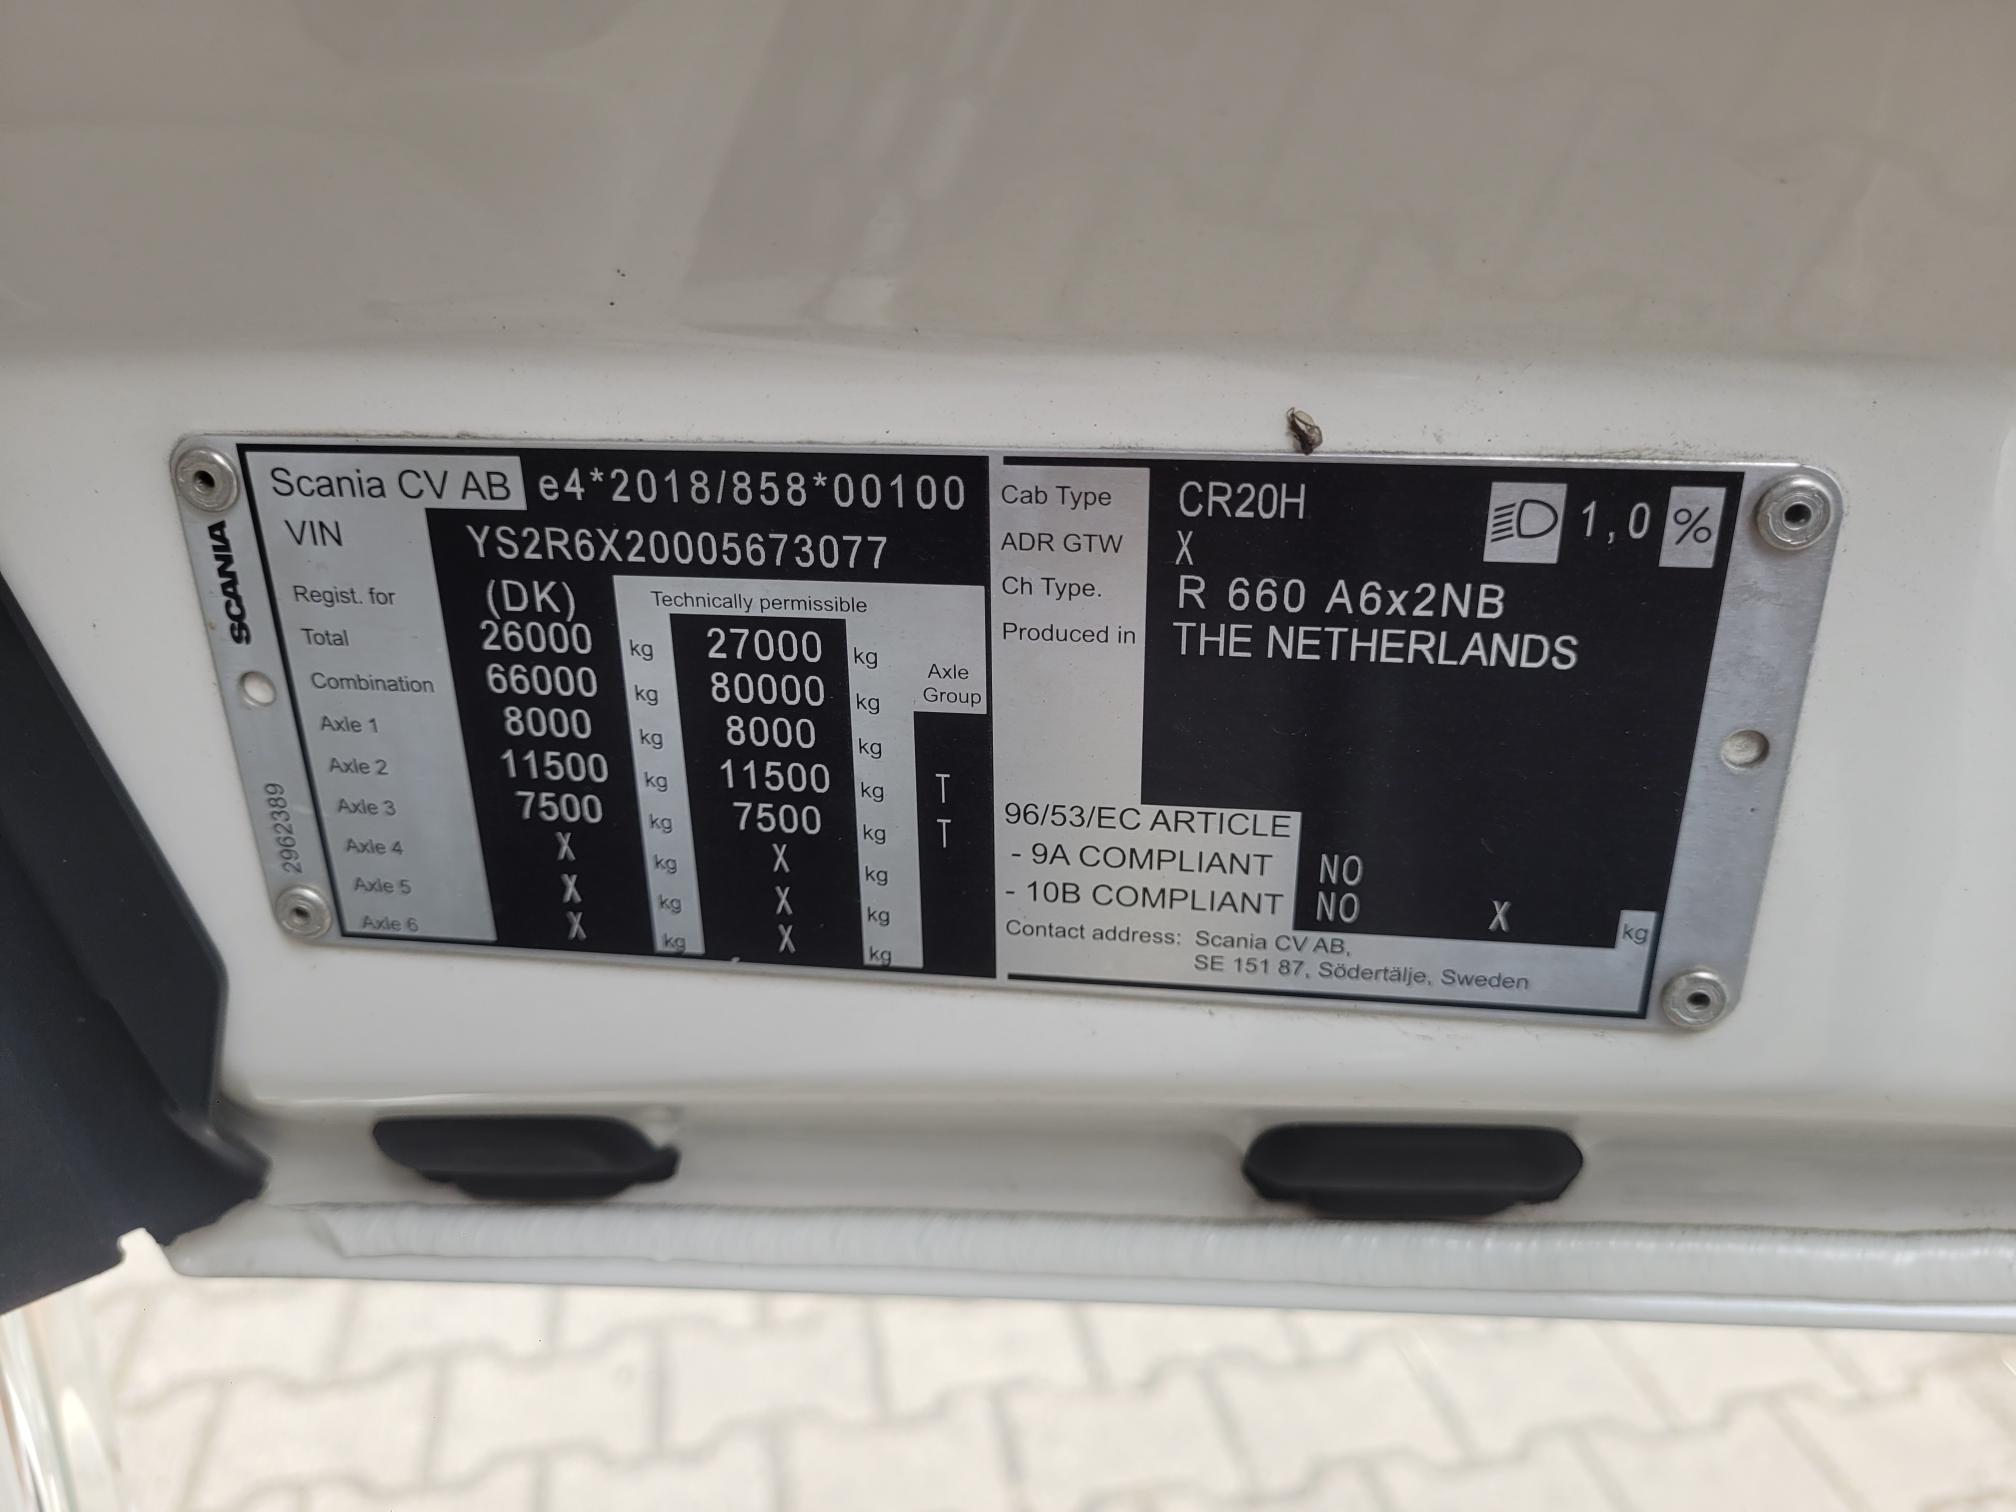 SCANIA
2962389
Scania CV AB e4*2018/858*00100
VIN YS2R6X20005673077
Regist. for (DK) Technically permissible
Total 26000 kg 27000 kg
Combination 66000 kg 80000 kg Axle Group
Axle 1 8000 kg 8000 kg
Axle 2 11500 kg 11500 kg T
Axle 3 7500 kg 7500 kg T
Axle 4 X kg X kg
Axle 5 X kg X kg
Axle 6 X kg X kg
Cab Type CR20H 1,0 %
ADR GTW X
Ch Type. R 660 A6x2NB
Produced in THE NETHERLANDS
96/53/EC ARTICLE
- 9A COMPLIANT NO
- 10B COMPLIANT NO X kg
Contact address: Scania CV AB,
SE 151 87, Södertälje, Sweden